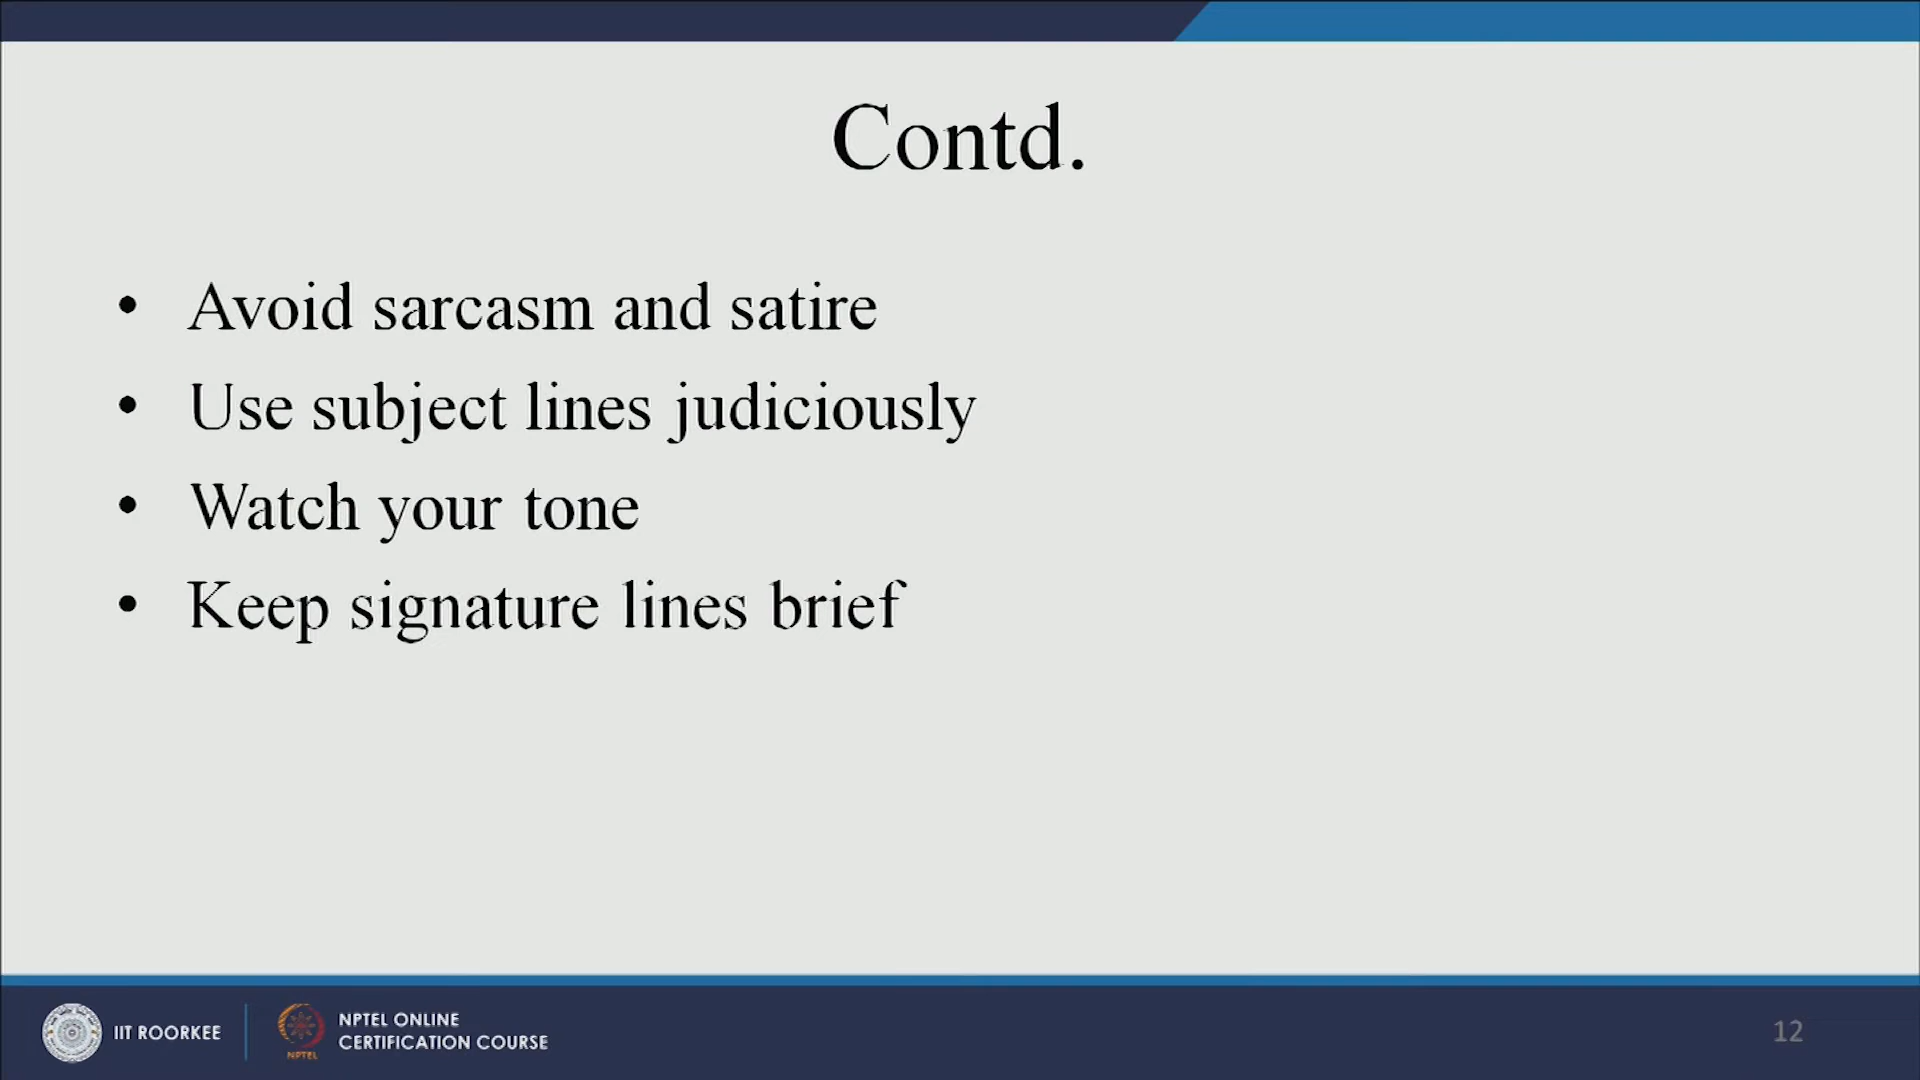 Contd.
• Avoid sarcasm and satire
• Use subject lines judiciously
• Watch your tone
• Keep signature lines brief
IIT ROORKEE
NPTEL
NPTEL ONLINE
CERTIFICATION COURSE
12